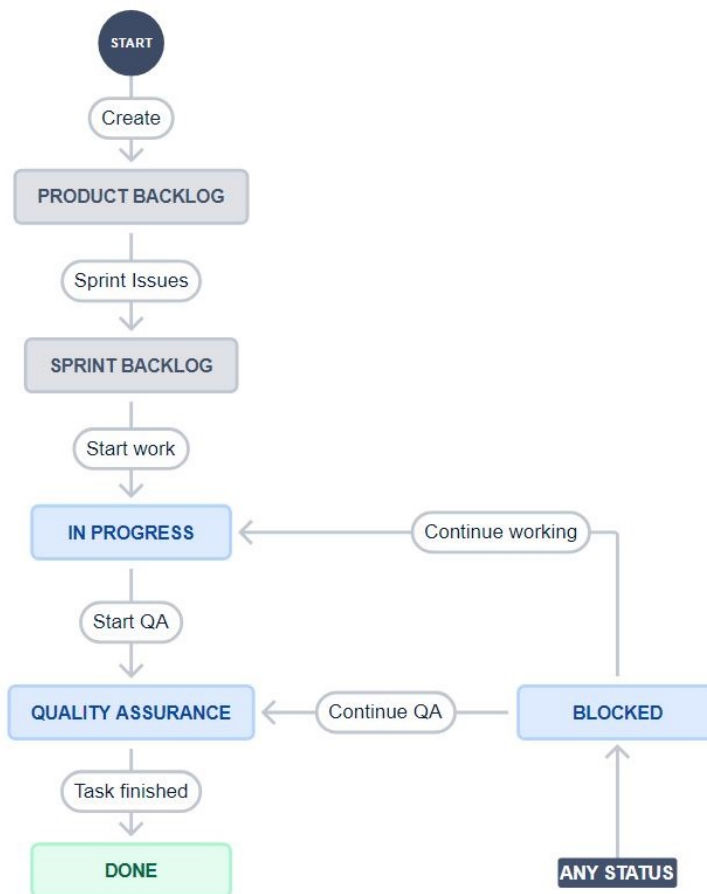 START
Create
PRODUCT BACKLOG
Sprint Issues
SPRINT BACKLOG
Start work
IN PROGRESS
Continue working
Start QA
QUALITY ASSURANCE
Continue QA
BLOCKED
Task finished
DONE
ANY STATUS